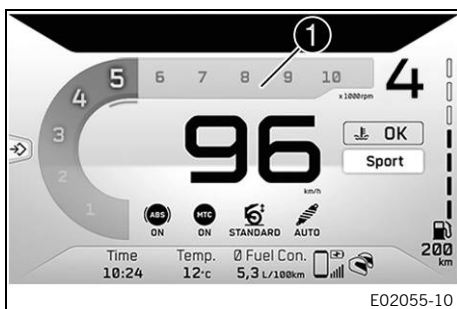 1
5 6 7 8 9 10
4
4
x 1000rpm
3
96
OK
Sport
2
km/h
1
ABS MTC
ON ON STANDARD AUTO
Time Temp. Ø Fuel Con. 200
10:24 12°C 5,3 L/100km km
E02055-10